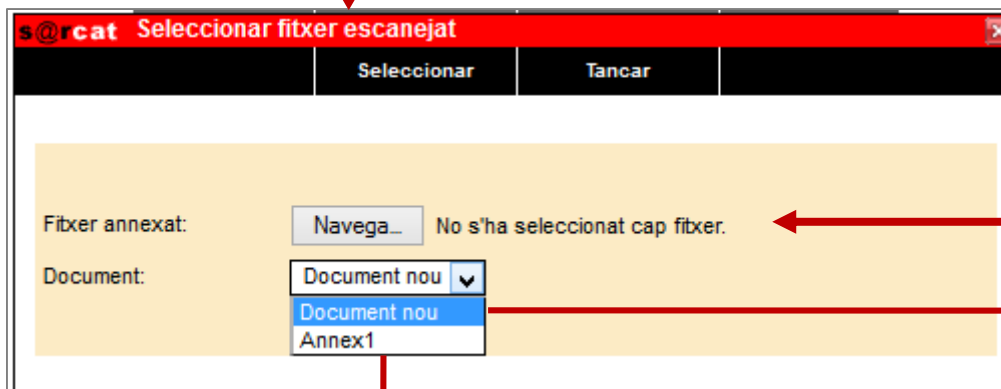 s@rcat Seleccionar fitxer escanejat
Seleccionar Tancar
Fitxer annexat: Navega... No s'ha seleccionat cap fitxer.
Document: Document nou
Document nou
Annex1